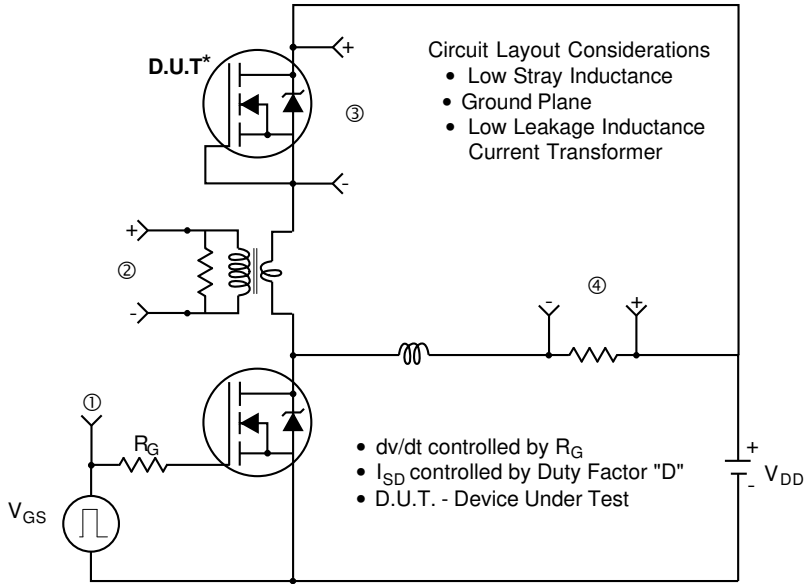 D.U.T*
+
③
-
Circuit Layout Considerations
• Low Stray Inductance
• Ground Plane
• Low Leakage Inductance
Current Transformer
+
②
-
④
-
+
①
R_G
V_GS
• dv/dt controlled by R_G
• I_SD controlled by Duty Factor "D"
• D.U.T. - Device Under Test
+
V_DD
-